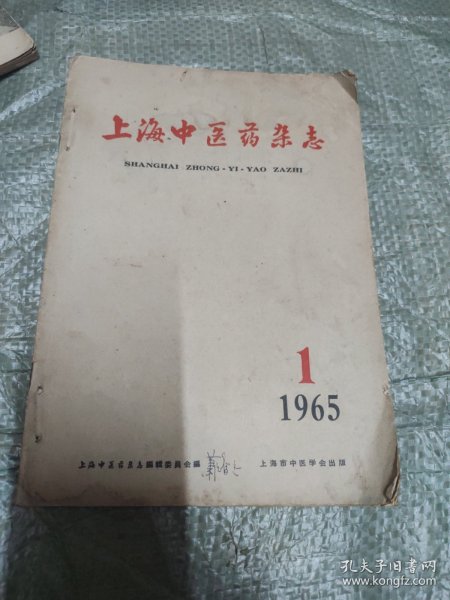 上海中医药杂志
SHANGHAI ZHONG-YI-YAO ZAZHI
1
1965
上海中医药杂志编辑委员会编 上海市中医学会出版
孔夫子旧书网
www.kongfz.com